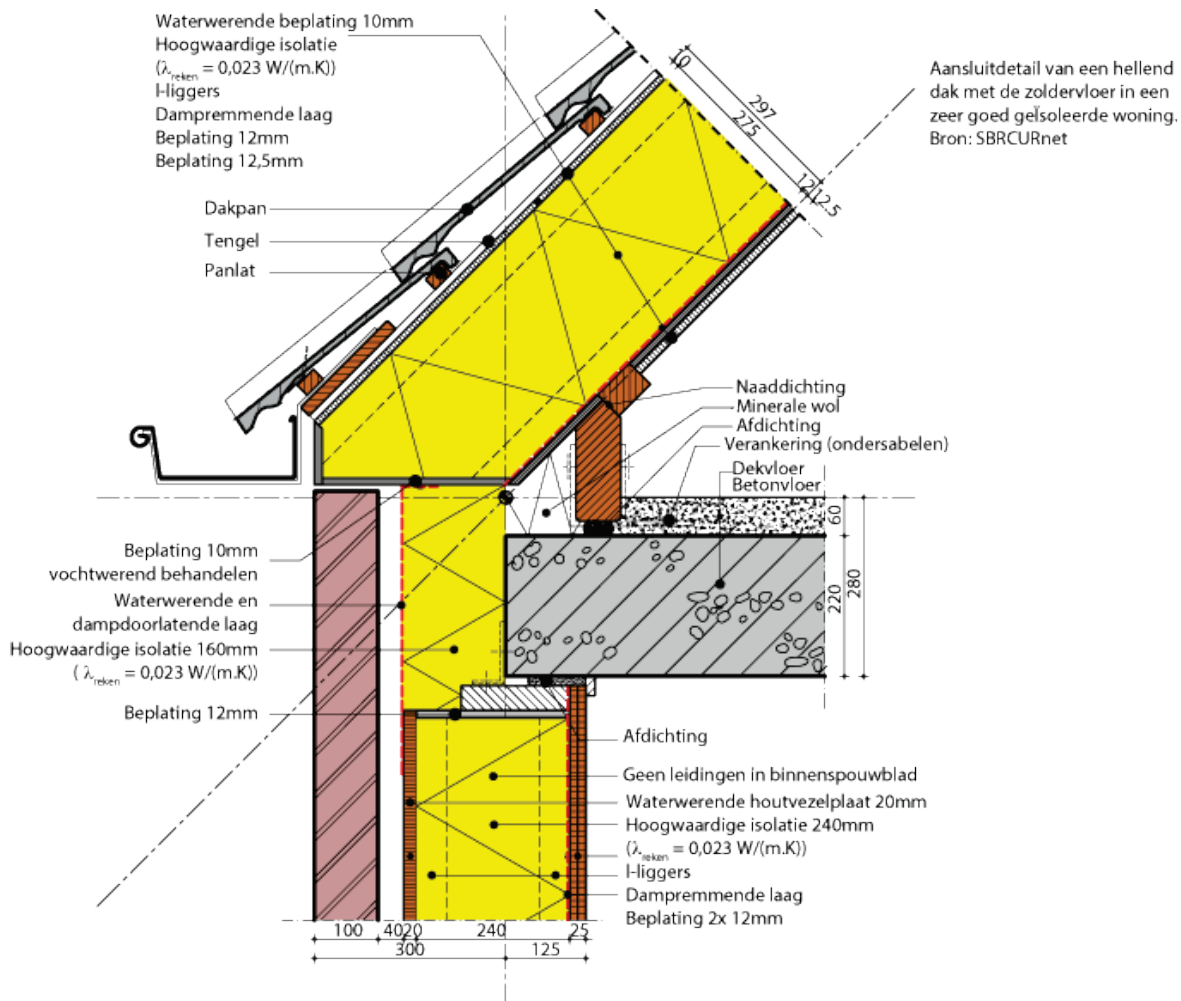 Waterwerende beplating 10mm
Hoogwaardige isolatie
(λreken = 0,023 W/(m.K))
I-liggers
Dampremmende laag
Beplating 12mm
Beplating 12,5mm
Dakpan
Tengel
Panlat
10
297
275
12
12.5
Aansluitdetail van een hellend
dak met de zoldervloer in een
zeer goed geïsoleerde woning.
Bron: SBRCURnet
Naaddichting
Minerale wol
Afdichting
Verankering (ondersabelen)
Dekvloer
Betonvloer
60
220
280
Beplating 10mm
vochtwerend behandelen
Waterwerende en
dampdoorlatende laag
Hoogwaardige isolatie 160mm
( λreken = 0,023 W/(m.K))
Beplating 12mm
Afdichting
Geen leidingen in binnenspouwblad
Waterwerende houtvezelplaat 20mm
Hoogwaardige isolatie 240mm
(λreken = 0,023 W/(m.K))
I-liggers
Dampremmende laag
Beplating 2x 12mm
100 40 20 240 25
300 125